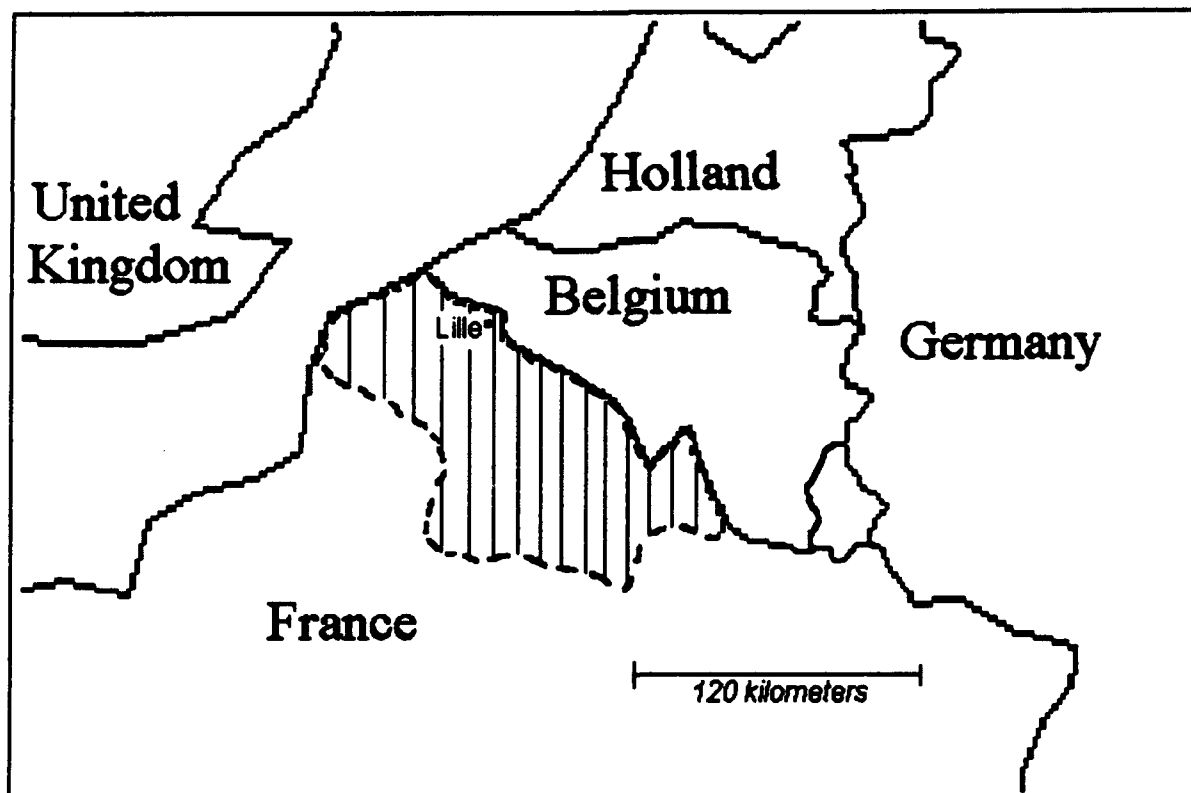 United
Kingdom
Holland
Belgium
Lille
Germany
France
120 kilometers